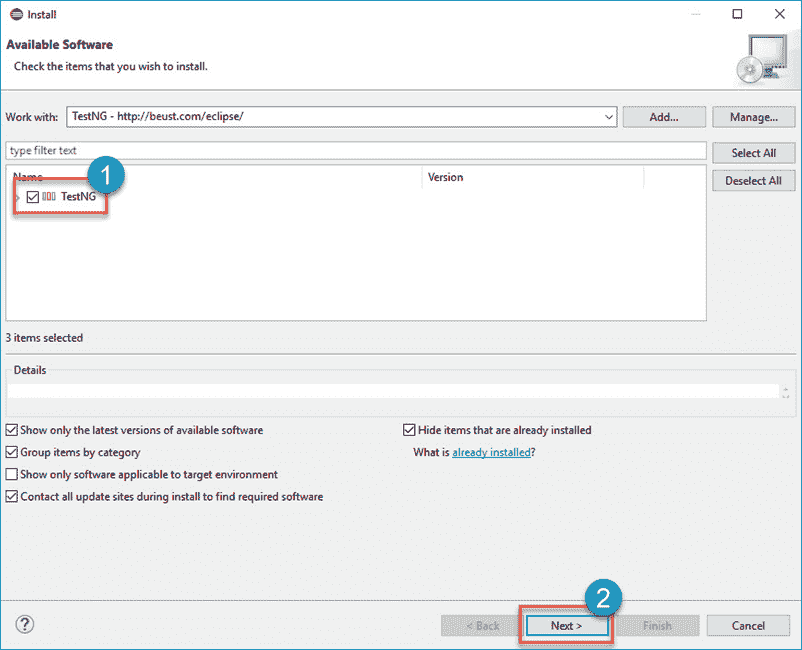 Install
Available Software
Check the items that you wish to install.
Work with: TestNG - http://beust.com/eclipse/ Add... Manage...
type filter text Select All
Name Version Deselect All
1
TestNG
3 items selected
Details
Show only the latest versions of available software Hide items that are already installed
Group items by category What is already installed?
Show only software applicable to target environment
Contact all update sites during install to find required software
2
? < Back Next > Finish Cancel